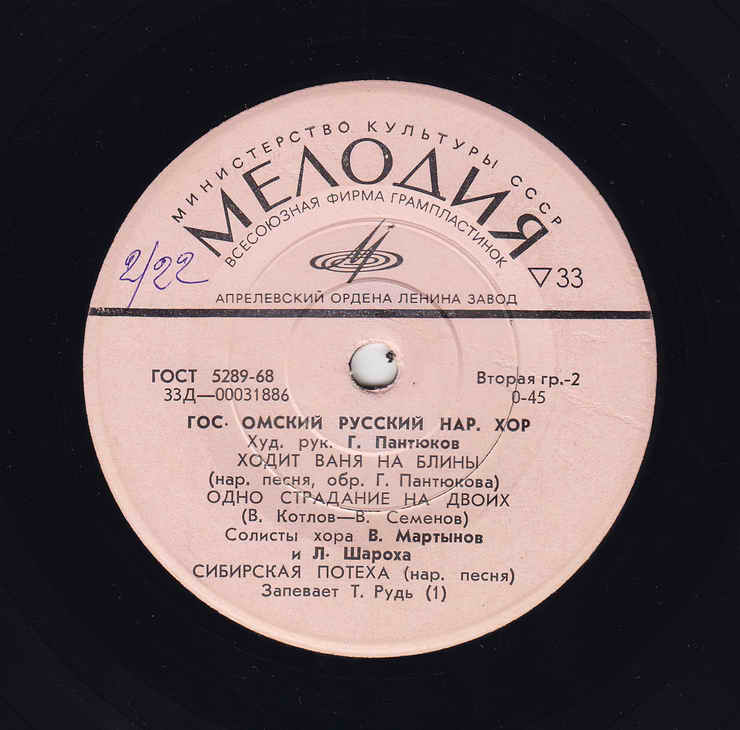 МИНИСТЕРСТВО КУЛЬТУРЫ СССР
МЕЛОДИЯ
ВСЕСОЮЗНАЯ ФИРМА ГРАМПЛАСТИНОК
2/22
▽33
АПРЕЛЕВСКИЙ ОРДЕНА ЛЕНИНА ЗАВОД
ГОСТ 5289-68
Вторая гр.-2
33Д—00031886
0-45
ГОС. ОМСКИЙ РУССКИЙ НАР. ХОР
Худ. рук. Г. Пантюков
ХОДИТ ВАНЯ НА БЛИНЫ
(нар. песня, обр. Г. Пантюкова)
ОДНО СТРАДАНИЕ НА ДВОИХ
(В. Котлов—В. Семенов)
Солисты хора В. Мартынов
и Л. Шароха
СИБИРСКАЯ ПОТЕХА (нар. песня)
Запевает Т. Рудь (1)